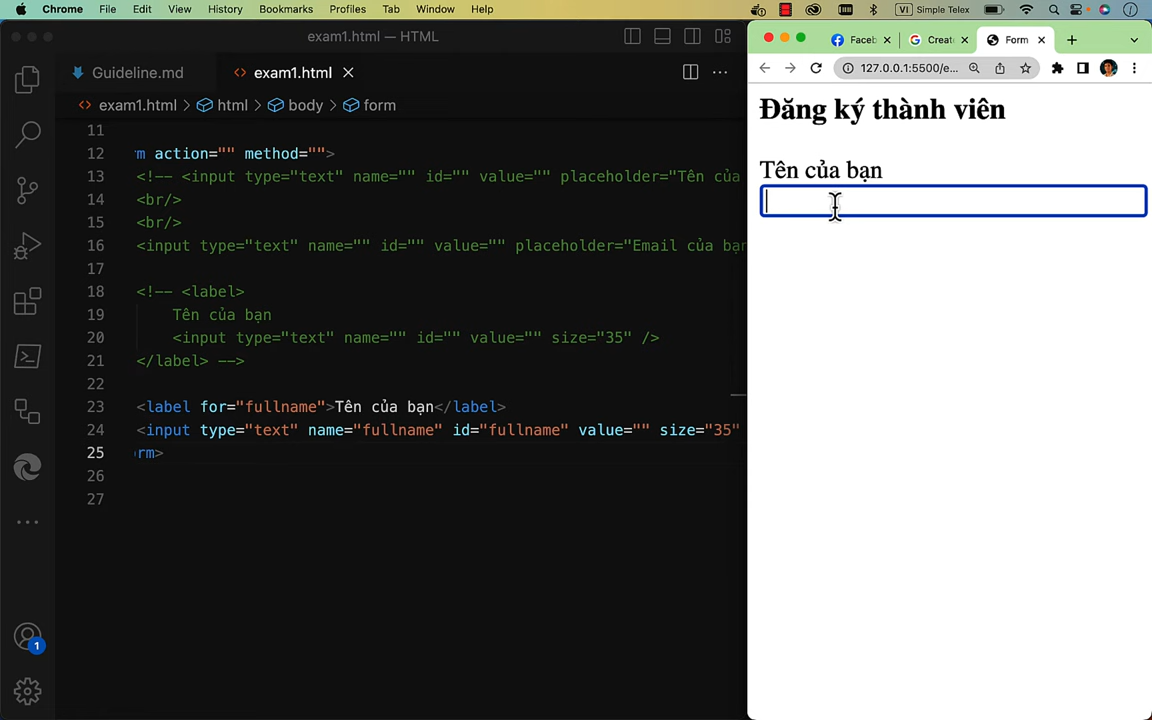 Chrome File Edit View History Bookmarks Profiles Tab Window Help
VI Simple Telex
exam1.html — HTML
Guideline.md
<> exam1.html
<> exam1.html > html > body > form
11
12 m action="" method="">
13 <!-- <input type="text" name="" id="" value="" placeholder="Tên củа
14 <br/>
15 <br/>
16 <input type="text" name="" id="" value="" placeholder="Email của bạn
17
18 <!-- <label>
19 Tên của bạn
20 <input type="text" name="" id="" value="" size="35" />
21 </label> -->
22
23 <label for="fullname">Tên của bạn</label>
24 <input type="text" name="fullname" id="fullname" value="" size="35"
25 rm>
26
27
1
Faceb
Create
Form
127.0.0.1:5500/e...
Đăng ký thành viên
Tên của bạn